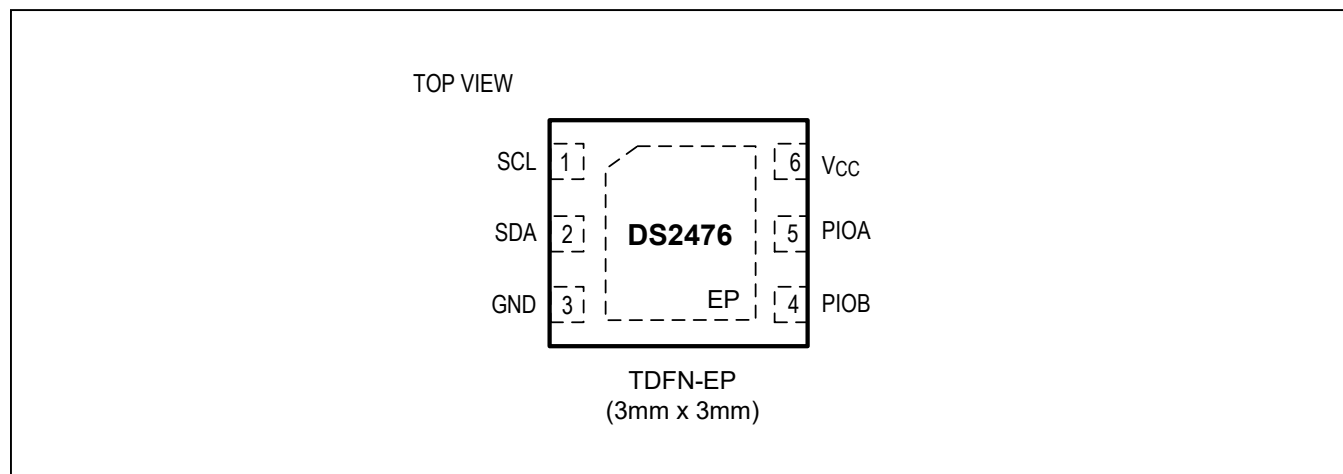 TOP VIEW
SCL 1 6 VCC
SDA 2 DS2476 5 PIOA
GND 3 EP 4 PIOB
TDFN-EP
(3mm x 3mm)